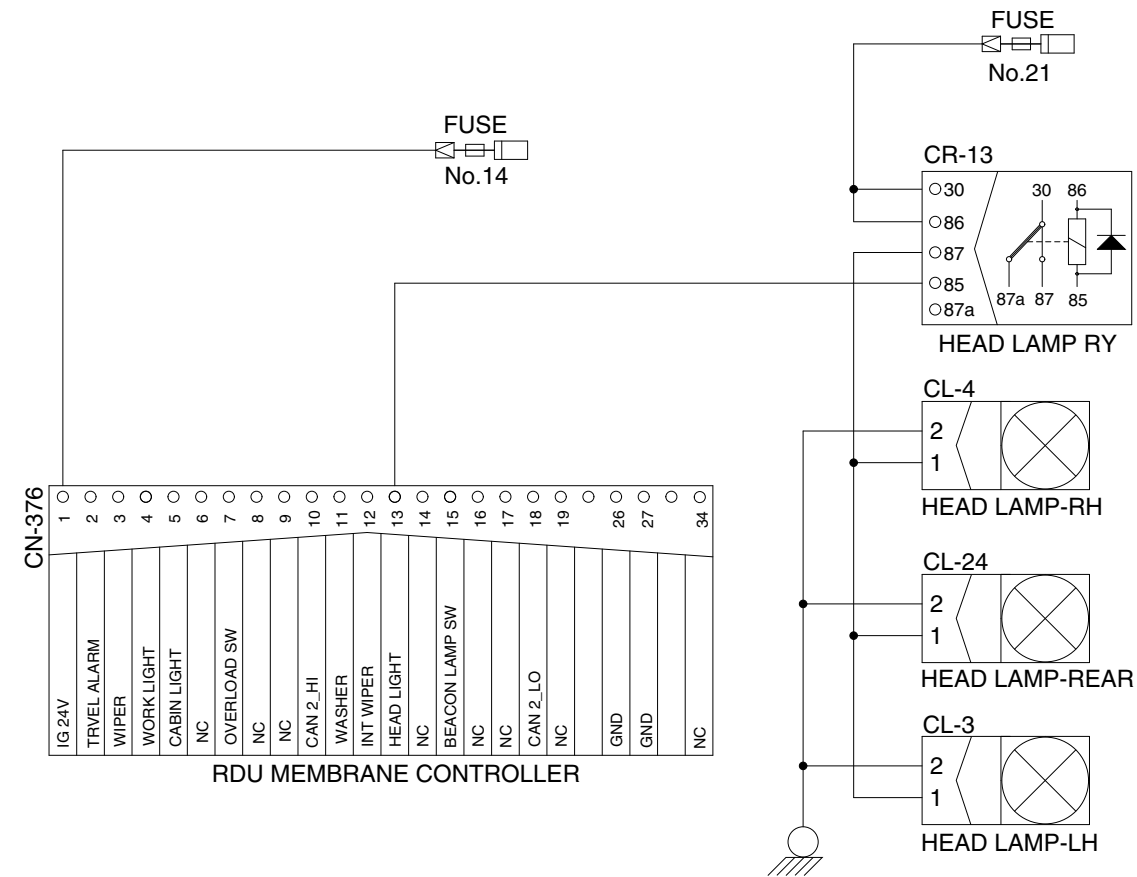 FUSE
No.21
FUSE
No.14
CR-13
30
86
87
85
87a
30 86
87a 87 85
HEAD LAMP RY
CL-4
2
1
HEAD LAMP-RH
CL-24
2
1
HEAD LAMP-REAR
CL-3
2
1
HEAD LAMP-LH
CN-376
1 2 3 4 5 6 7 8 9 10 11 12 13 14 15 16 17 18 19 26 27 34
IG 24V
TRVEL ALARM
WIPER
WORK LIGHT
CABIN LIGHT
NC
OVERLOAD SW
NC
NC
CAN 2_HI
WASHER
INT WIPER
HEAD LIGHT
NC
BEACON LAMP SW
NC
NC
CAN 2_LO
NC
GND
GND
NC
RDU MEMBRANE CONTROLLER